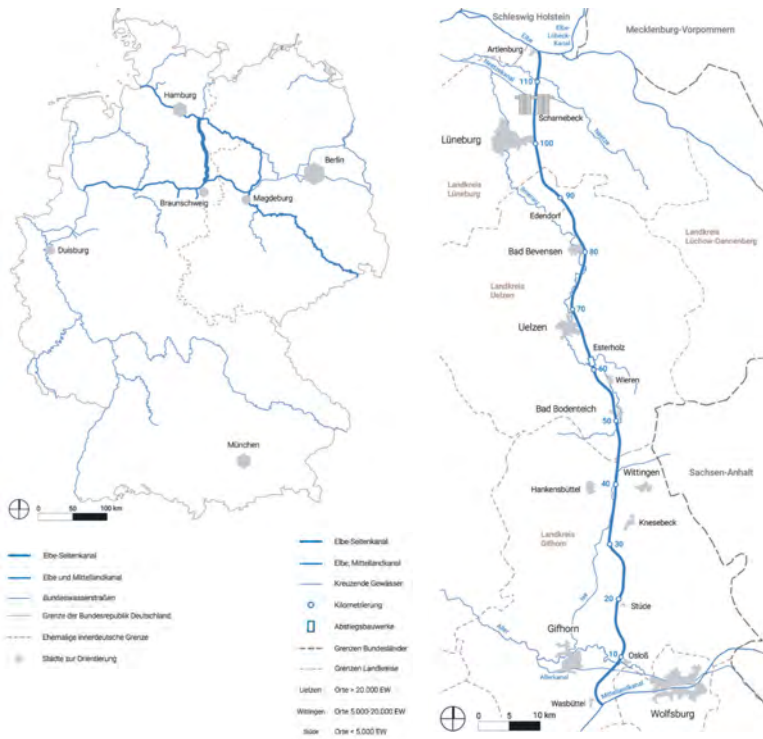 Hamburg
Berlin
Braunschweig
Magdeburg
Duisburg
München
0 50 100 km
Elbe-Seitenkanal
Elbe und Mittellandkanal
Bundeswasserstraßen
Grenze der Bundesrepublik Deutschland
Ehemalige innerdeutsche Grenze
Städte zur Orientierung
Elbe-Seitenkanal
Elbe, Mittellandkanal
Kreuzende Gewässer
Kilometrierung
Abstiegsbauwerke
Grenzen Bundesländer
Grenzen Landkreise
Uelzen Orte > 20.000 EW
Wittingen Orte 5.000-20.000 EW
Stüde Orte < 5.000 EW
Schleswig Holstein
Mecklenburg-Vorpommern
Elbe
Elbe
Lübeck
Kanal
Artlenburg
110
Neetze
Scharnebeck
Lüneburg
100
Landkreis
Lüneburg
90
Edendorf
Landkreis
Lüchow-Dannenberg
Bad Bevensen
80
Landkreis
Uelzen
70
Uelzen
Esterholz
60
Wieren
Bad Bodenteich
50
Wittingen
Sachsen-Anhalt
Hankensbüttel
40
Knesebeck
Landkreis
Gifhorn
30
Ise
20
Stüde
Aller
Gifhorn
10
Osloß
Allerkanal
Mittellandkanal
Wasbüttel
Wolfsburg
0 5 10 km